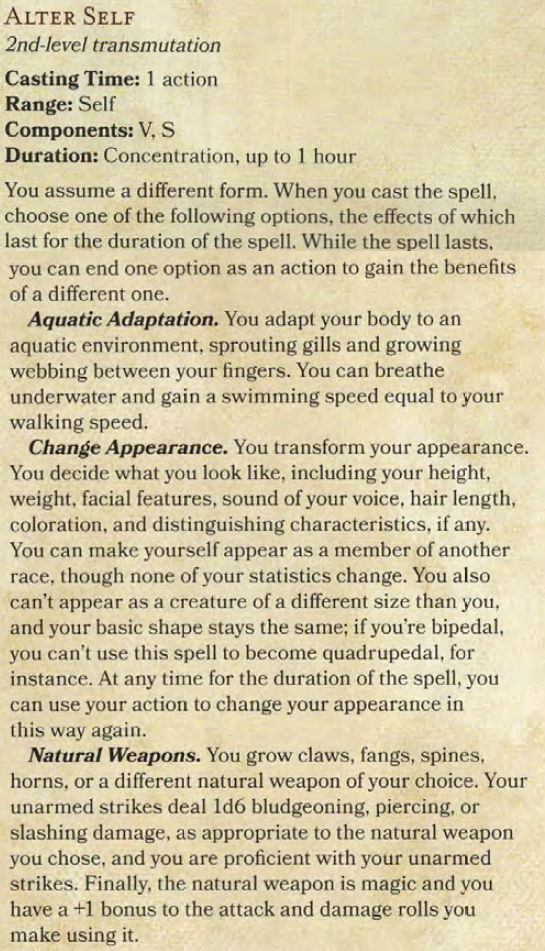 ALTER SELF
2nd-level transmutation
Casting Time: 1 action
Range: Self
Components: V, S
Duration: Concentration, up to 1 hour
You assume a different form. When you cast the spell,
choose one of the following options, the effects of which
last for the duration of the spell. While the spell lasts,
you can end one option as an action to gain the benefits
of a different one.
Aquatic Adaptation. You adapt your body to an
aquatic environment, sprouting gills and growing
webbing between your fingers. You can breathe
underwater and gain a swimming speed equal to your
walking speed.
Change Appearance. You transform your appearance.
You decide what you look like, including your height,
weight, facial features, sound of your voice, hair length,
coloration, and distinguishing characteristics, if any.
You can make yourself appear as a member of another
race, though none of your statistics change. You also
can't appear as a creature of a different size than you,
and your basic shape stays the same; if you're bipedal,
you can't use this spell to become quadrupedal, for
instance. At any time for the duration of the spell, you
can use your action to change your appearance in
this way again.
Natural Weapons. You grow claws, fangs, spines,
horns, or a different natural weapon of your choice. Your
unarmed strikes deal 1d6 bludgeoning, piercing, or
slashing damage, as appropriate to the natural weapon
you chose, and you are proficient with your unarmed
strikes. Finally, the natural weapon is magic and you
have a +1 bonus to the attack and damage rolls you
make using it.